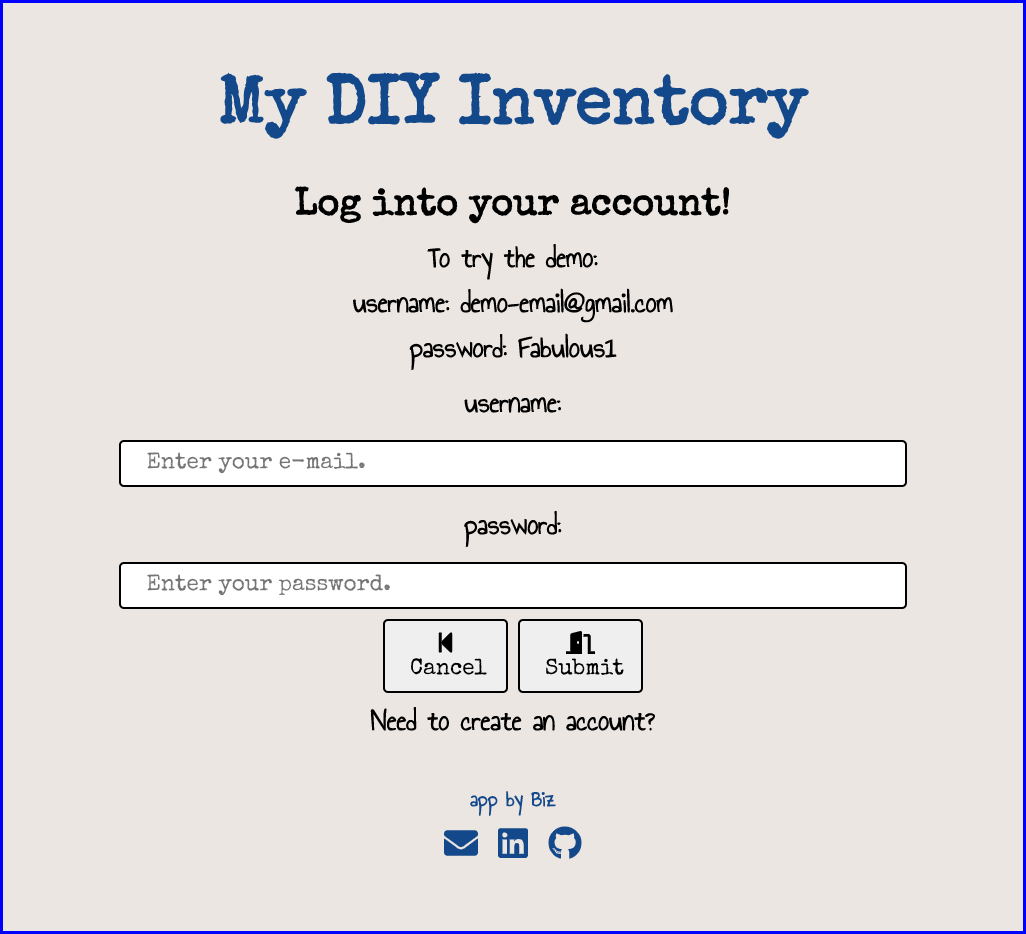 My DIY Inventory
Log into your account!
To try the demo:
username: demo-email@gmail.com
password: Fabulous1
username:
Enter your e-mail.
password:
Enter your password.
Cancel
Submit
Need to create an account?
app by Biz
in